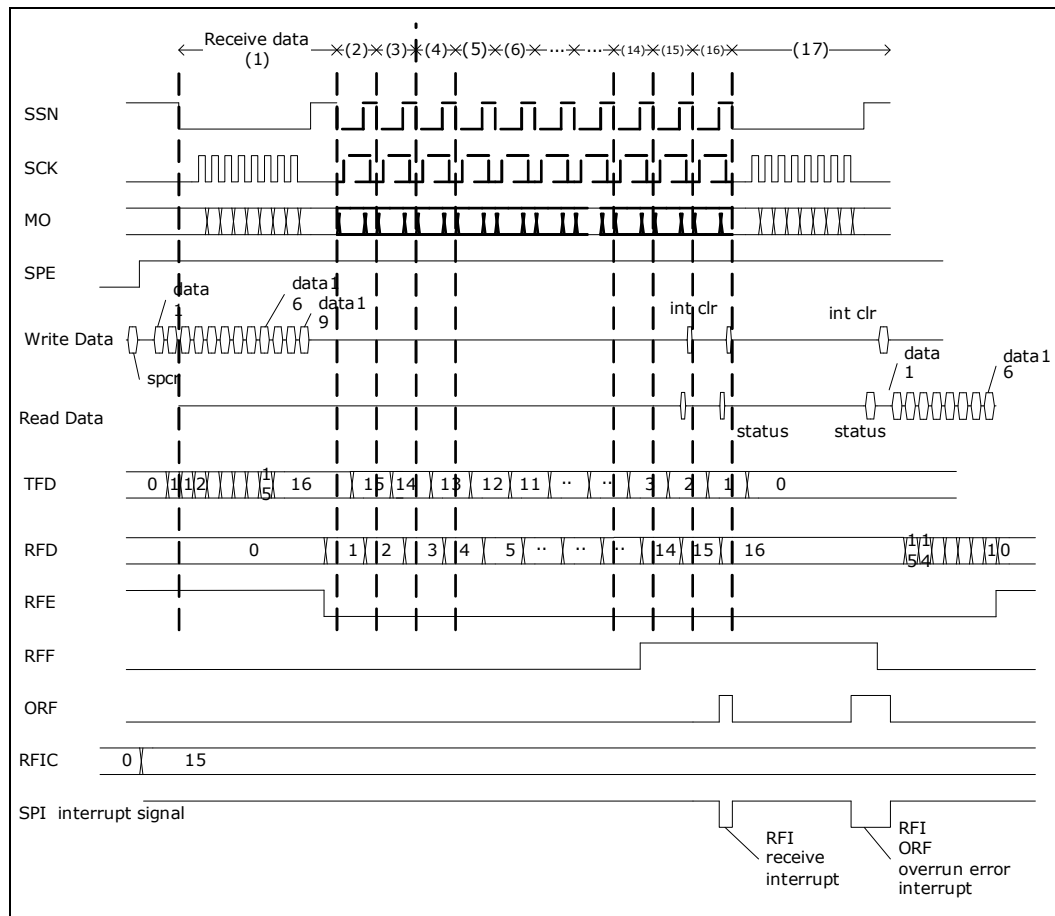 Receive data
(1)
(2) (3) (4) (5) (6) ... ... (14) (15) (16) (17)
SSN
SCK
MO
SPE
data
1
data1
6
data1
9
int clr
int clr
Write Data
spcr
data
1
data1
6
Read Data
status
status
TFD
0 1 1 2 1
5 16 15 14 13 12 11 .. .. 3 2 1 0
RFD
0 1 2 3 4 5 .. .. .. 14 15 16 1
5 1
4 1 0
RFE
RFF
ORF
RFIC
0 15
SPI interrupt signal
RFI
receive
interrupt
RFI
ORF
overrun error
interrupt